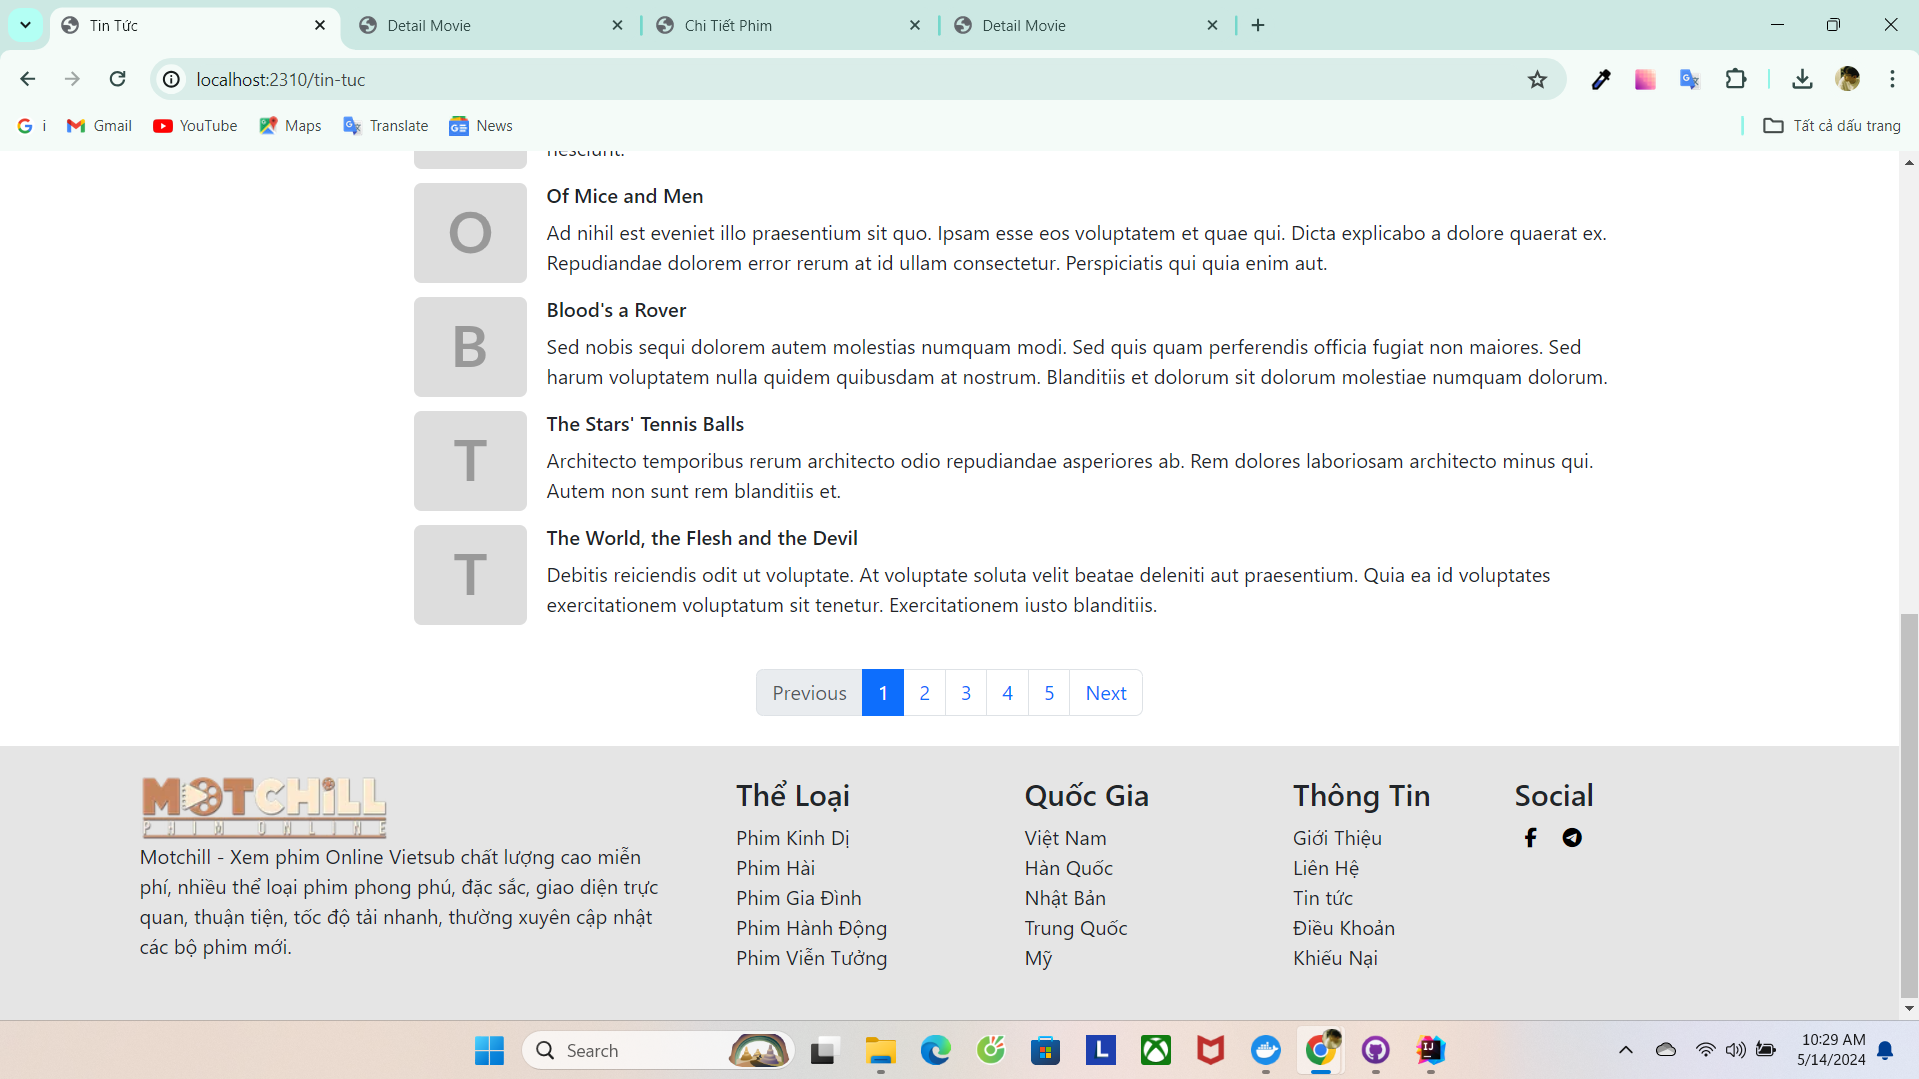 Tin Tức
Detail Movie
Chi Tiết Phim
Detail Movie
localhost:2310/tin-tuc
i
Gmail
YouTube
Maps
Translate
News
Tất cả dấu trang
nesciunt.
O
Of Mice and Men
Ad nihil est eveniet illo praesentium sit quo. Ipsam esse eos voluptatem et quae qui. Dicta explicabo a dolore quaerat ex.
Repudiandae dolorem error rerum at id ullam consectetur. Perspiciatis qui quia enim aut.
B
Blood's a Rover
Sed nobis sequi dolorem autem molestias numquam modi. Sed quis quam perferendis officia fugiat non maiores. Sed
harum voluptatem nulla quidem quibusdam at nostrum. Blanditiis et dolorum sit dolorum molestiae numquam dolorum.
T
The Stars' Tennis Balls
Architecto temporibus rerum architecto odio repudiandae asperiores ab. Rem dolores laboriosam architecto minus qui.
Autem non sunt rem blanditiis et.
T
The World, the Flesh and the Devil
Debitis reiciendis odit ut voluptate. At voluptate soluta velit beatae deleniti aut praesentium. Quia ea id voluptates
exercitationem voluptatum sit tenetur. Exercitationem iusto blanditiis.
Previous 1 2 3 4 5 Next
MOTCHILL
PHIM ONLINE
Motchill - Xem phim Online Vietsub chất lượng cao miễn
phí, nhiều thể loại phim phong phú, đặc sắc, giao diện trực
quan, thuận tiện, tốc độ tải nhanh, thường xuyên cập nhật
các bộ phim mới.
Thể Loại
Phim Kinh Dị
Phim Hài
Phim Gia Đình
Phim Hành Động
Phim Viễn Tưởng
Quốc Gia
Việt Nam
Hàn Quốc
Nhật Bản
Trung Quốc
Mỹ
Thông Tin
Giới Thiệu
Liên Hệ
Tin tức
Điều Khoản
Khiếu Nại
Social
Search
10:29 AM
5/14/2024